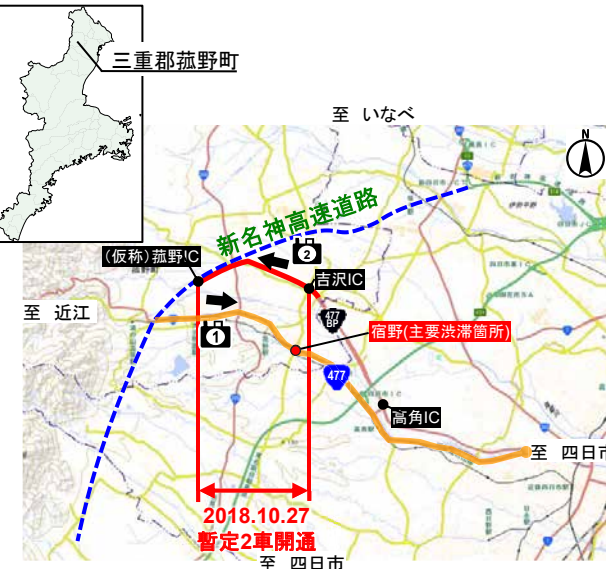 三重郡菰野町
至 いなべ
N
新名神高速道路
(仮称)菰野IC
2
吉沢IC
至 近江
477
BP
宿野(主要渋滞箇所)
1
477
高角IC
至 四日市
2018.10.27
暫定2車開通
至 四日市